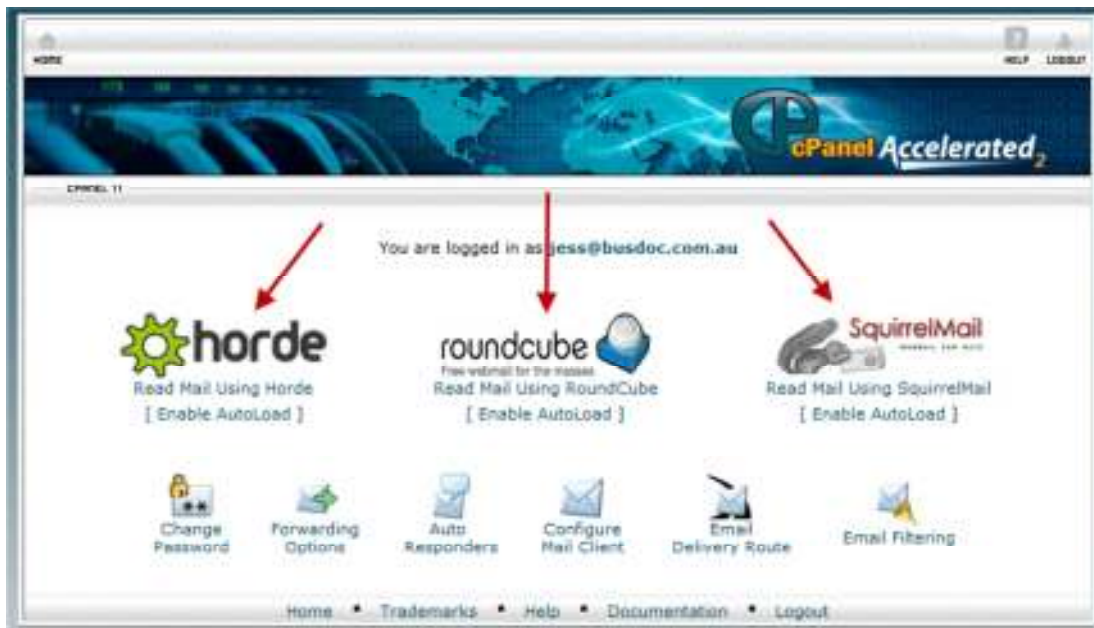 HOME
HELP LOGOUT
cPanel Accelerated2
CPANEL 11
You are logged in as jess@busdoc.com.au
horde
roundcube
Free webmail for the masses
SquirrelMail
Read Mail Using Horde
Read Mail Using RoundCube
Read Mail Using SquirrelMail
[ Enable AutoLoad ]
[ Enable AutoLoad ]
[ Enable AutoLoad ]
Change
Password
Forwarding
Options
Auto
Responders
Configure
Mail Client
Email
Delivery Route
Email Filtering
Home • Trademarks • Help • Documentation • Logout